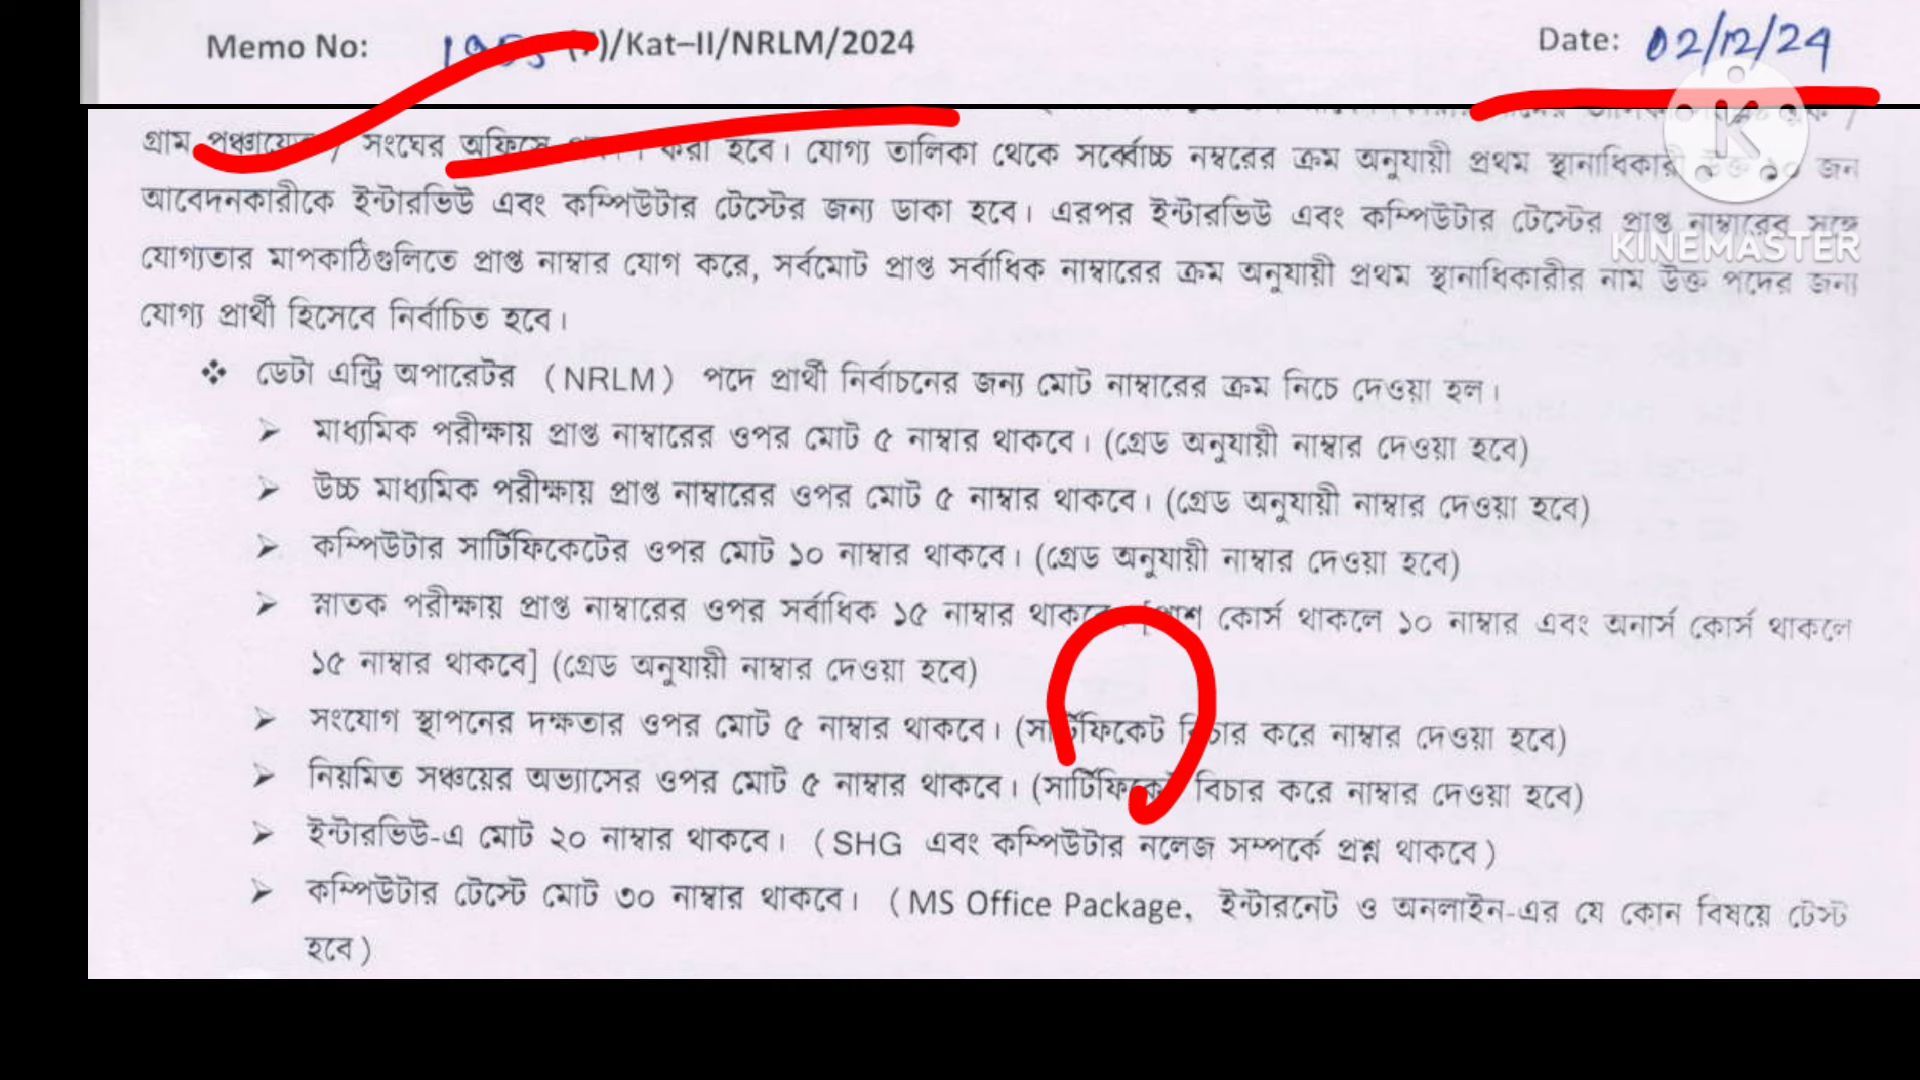 Memo No: /Kat-II/NRLM/2024 Date: 02/12/24
গ্রাম / সংঘের অফিসে করা হবে। যোগ্য তালিকা থেকে সর্ব্বোচ্চ নম্বরের ক্রম অনুযায়ী প্রথম স্থানাধিকারী ১০ জন
আবেদনকারীকে ইন্টারভিউ এবং কম্পিউটার টেস্টের জন্য ডাকা হবে। এরপর ইন্টারভিউ এবং কম্পিউটার টেস্টের প্রাপ্ত নাম্বারের সঙ্গে
KINEMASTER
যোগ্যতার মাপকাঠিগুলিতে প্রাপ্ত নাম্বার যোগ করে, সর্বমোট প্রাপ্ত সর্বাধিক নাম্বারের ক্রম অনুযায়ী প্রথম স্থানাধিকারীর নাম উক্ত পদের জন্য
যোগ্য প্রার্থী হিসেবে নির্বাচিত হবে।
❖ ডেটা এন্ট্রি অপারেটর (NRLM) পদে প্রার্থী নির্বাচনের জন্য মোট নাম্বারের ক্রম নিচে দেওয়া হল।
➢ মাধ্যমিক পরীক্ষায় প্রাপ্ত নাম্বারের ওপর মোট ৫ নাম্বার থাকবে। (গ্রেড অনুযায়ী নাম্বার দেওয়া হবে)
➢ উচ্চ মাধ্যমিক পরীক্ষায় প্রাপ্ত নাম্বারের ওপর মোট ৫ নাম্বার থাকবে। (গ্রেড অনুযায়ী নাম্বার দেওয়া হবে)
➢ কম্পিউটার সার্টিফিকেটের ওপর মোট ১০ নাম্বার থাকবে। (গ্রেড অনুযায়ী নাম্বার দেওয়া হবে)
➢ স্নাতক পরীক্ষায় প্রাপ্ত নাম্বারের ওপর সর্বাধিক ১৫ নাম্বার থাকবে। [পাশ কোর্স থাকলে ১০ নাম্বার এবং অনার্স কোর্স থাকলে
১৫ নাম্বার থাকবে] (গ্রেড অনুযায়ী নাম্বার দেওয়া হবে)
➢ সংযোগ স্থাপনের দক্ষতার ওপর মোট ৫ নাম্বার থাকবে। (সার্টিফিকেট বিচার করে নাম্বার দেওয়া হবে)
➢ নিয়মিত সঞ্চয়ের অভ্যাসের ওপর মোট ৫ নাম্বার থাকবে। (সার্টিফিকেট বিচার করে নাম্বার দেওয়া হবে)
➢ ইন্টারভিউ-এ মোট ২০ নাম্বার থাকবে। (SHG এবং কম্পিউটার নলেজ সম্পর্কে প্রশ্ন থাকবে)
➢ কম্পিউটার টেস্টে মোট ৩০ নাম্বার থাকবে। (MS Office Package, ইন্টারনেট ও অনলাইন-এর যে কোন বিষয়ে টেস্ট
হবে)